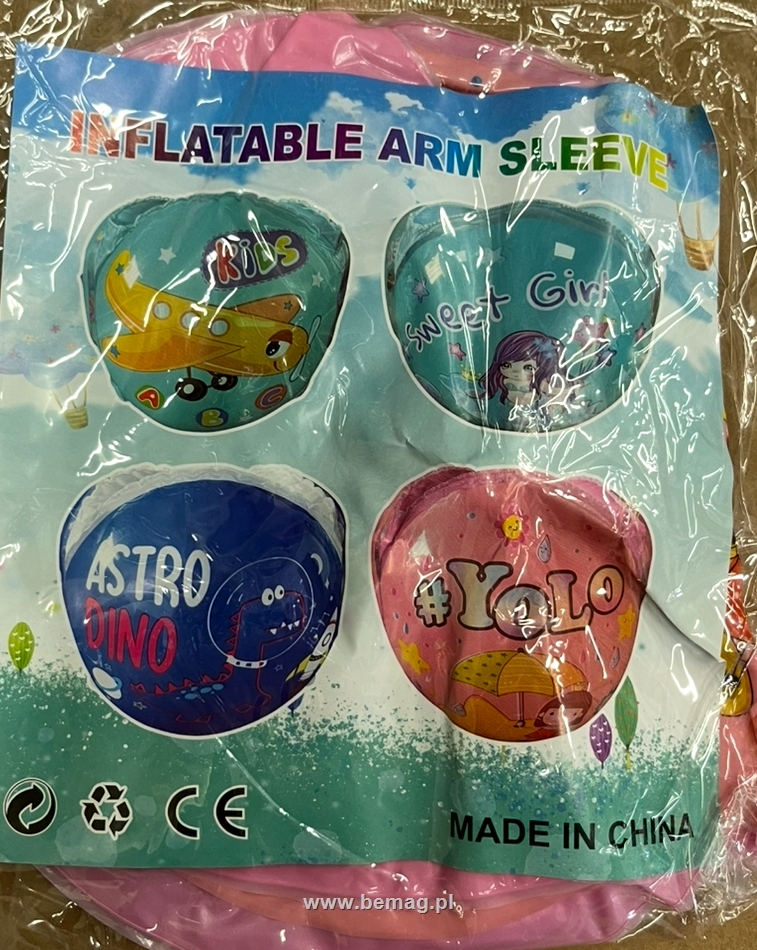 INFLATABLE ARM SLEEVE
KIDS
A B C
Sweet Girl
ASTRO
DINO
#YOLO
CE
MADE IN CHINA
www.bemag.pl